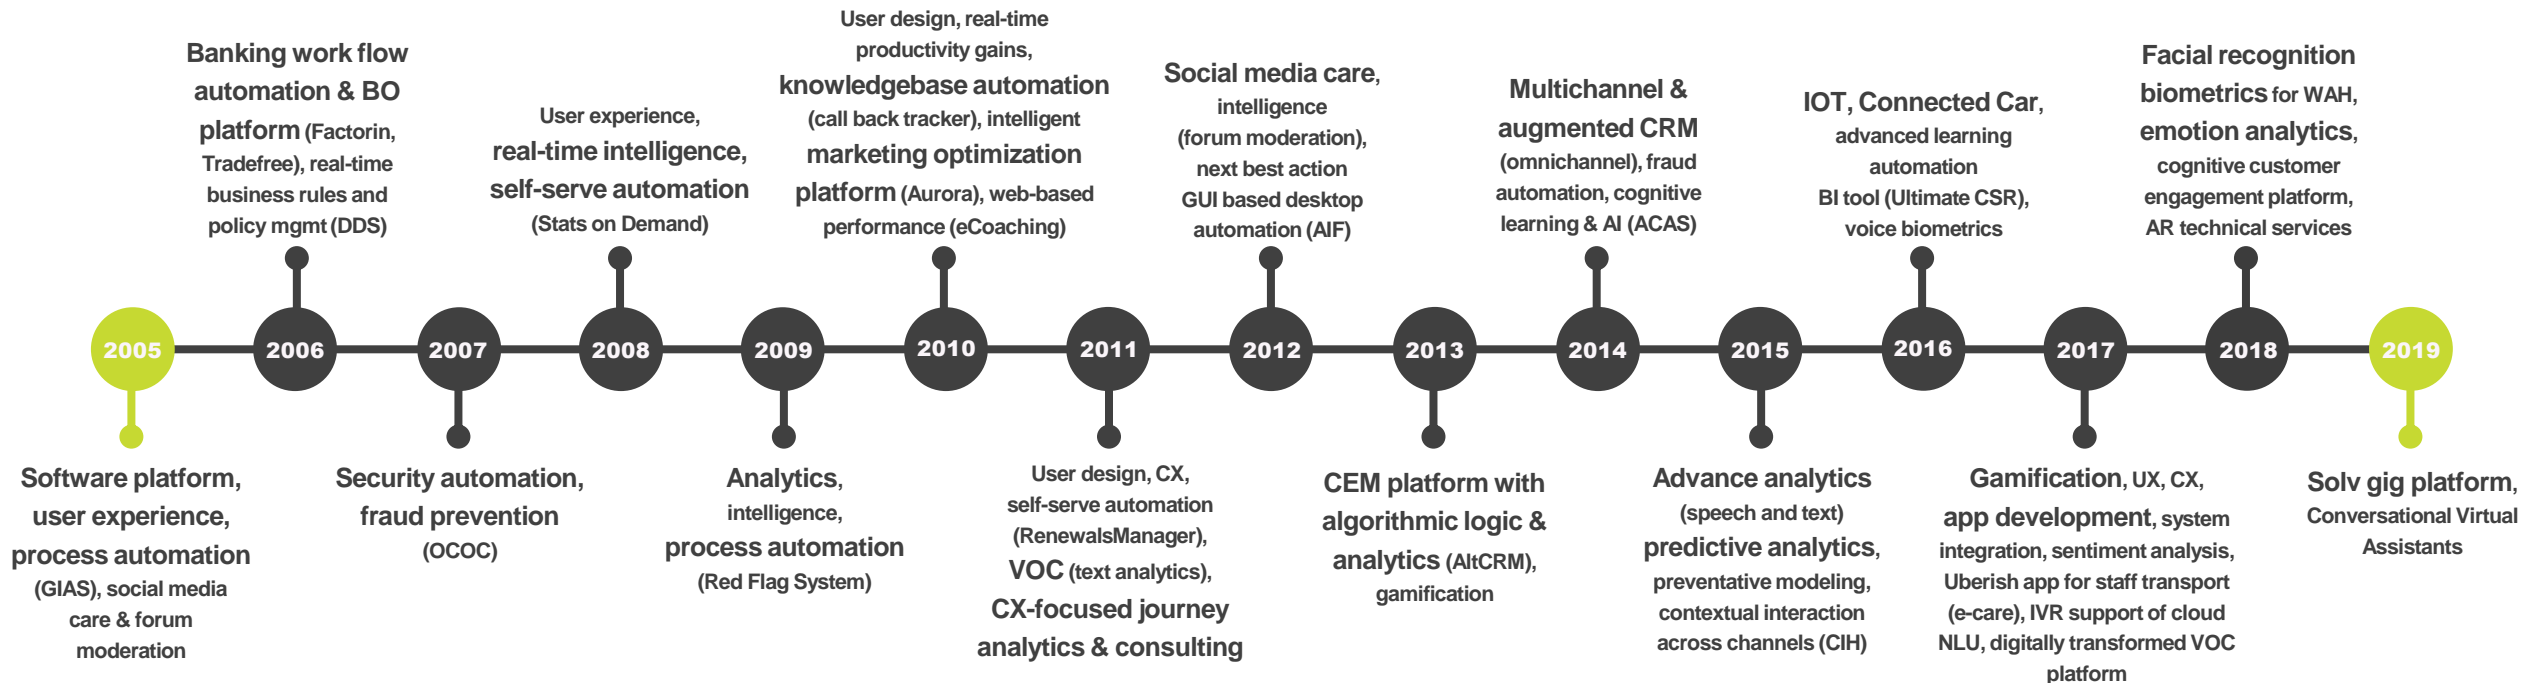 Banking work flow
automation & BO
platform (Factorin,
Tradefree), real-time
business rules and
policy mgmt (DDS)
User experience,
real-time intelligence,
self-serve automation
(Stats on Demand)
User design, real-time
productivity gains,
knowledgebase automation
(call back tracker), intelligent
marketing optimization
platform (Aurora), web-based
performance (eCoaching)
Social media care,
intelligence
(forum moderation),
next best action
GUI based desktop
automation (AIF)
Multichannel &
augmented CRM
(omnichannel), fraud
automation, cognitive
learning & AI (ACAS)
IOT, Connected Car,
advanced learning
automation
BI tool (Ultimate CSR),
voice biometrics
Facial recognition
biometrics for WAH,
emotion analytics,
cognitive customer
engagement platform,
AR technical services
2005 2006 2007 2008 2009 2010 2011 2012 2013 2014 2015 2016 2017 2018 2019
Software platform,
user experience,
process automation
(GIAS), social media
care & forum
moderation
Security automation,
fraud prevention
(OCOC)
Analytics,
intelligence,
process automation
(Red Flag System)
User design, CX,
self-serve automation
(RenewalsManager),
VOC (text analytics),
CX-focused journey
analytics & consulting
CEM platform with
algorithmic logic &
analytics (AltCRM),
gamification
Advance analytics
(speech and text)
predictive analytics,
preventative modeling,
contextual interaction
across channels (CIH)
Gamification, UX, CX,
app development, system
integration, sentiment analysis,
Uberish app for staff transport
(e-care), IVR support of cloud
NLU, digitally transformed VOC
platform
Solv gig platform,
Conversational Virtual
Assistants